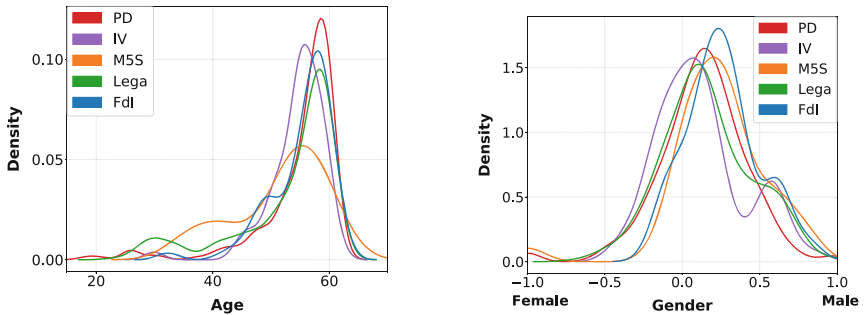 PD
IV
M5S
Lega
FdI
0.10
0.05
0.00
Density
20
40
60
Age
PD
IV
M5S
Lega
FdI
1.5
1.0
0.5
0.0
Density
−1.0
−0.5
0.0
0.5
1.0
Female
Gender
Male